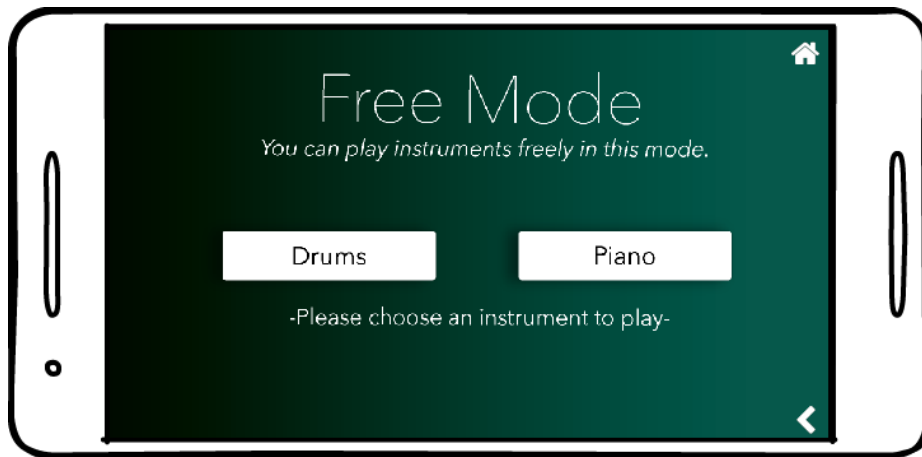 Free Mode
You can play instruments freely in this mode.
Drums
Piano
-Please choose an instrument to play-